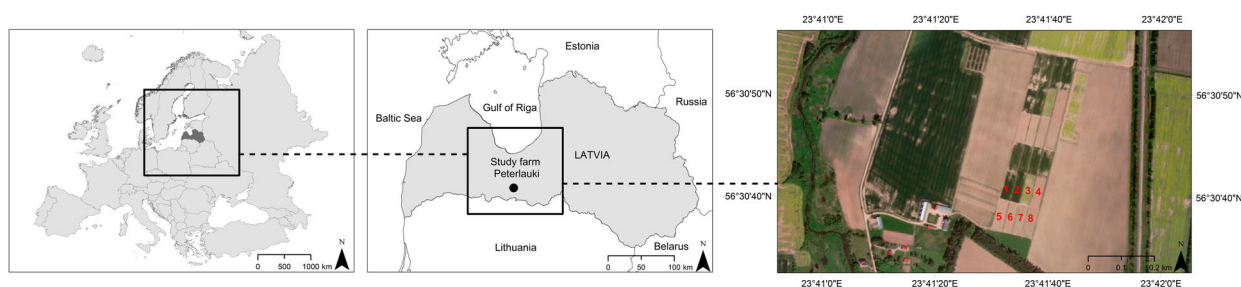 N
0 500 1000 km
Estonia
Gulf of Riga
Russia
Baltic Sea
LATVIA
Study farm
Peterlauki
Lithuania
Belarus
N
0 50 100 km
23°41'0"E 23°41'20"E 23°41'40"E 23°42'0"E
56°30'50"N 56°30'50"N
56°30'40"N 56°30'40"N
1 2 3 4
5 6 7 8
N
0 0.1 0.2 km
23°41'0"E 23°41'20"E 23°41'40"E 23°42'0"E